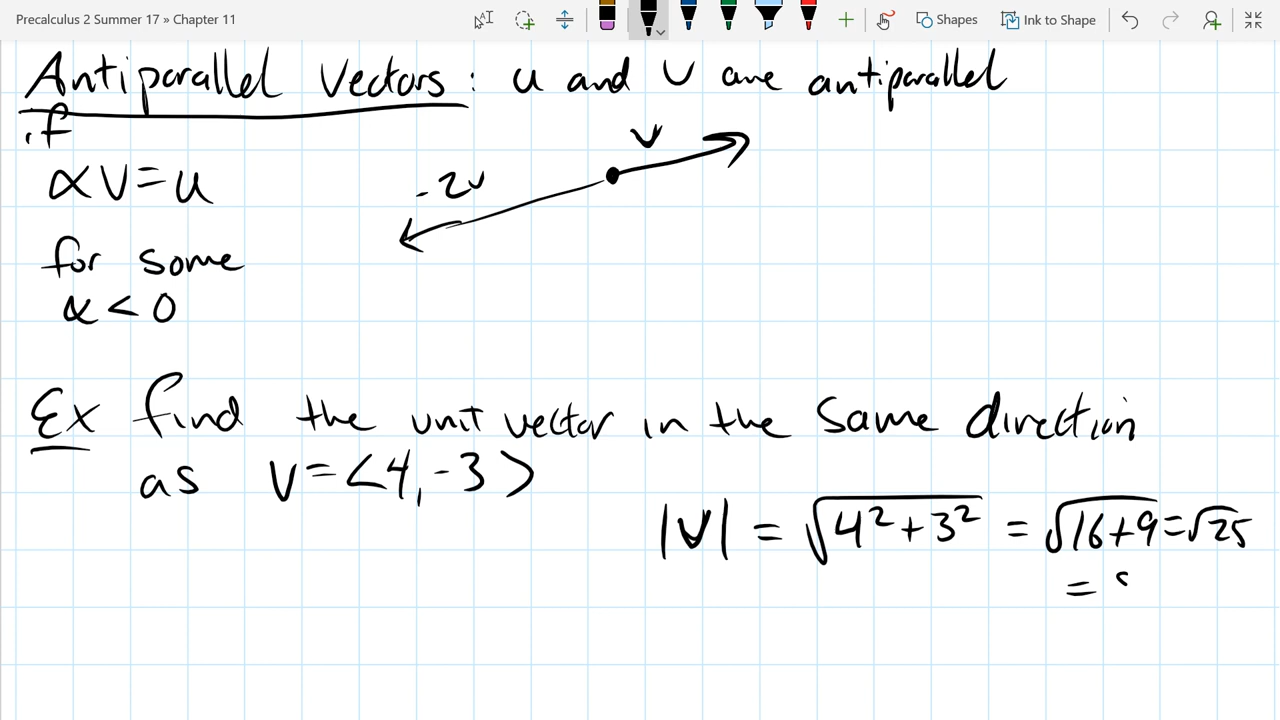 Precalculus 2 Summer 17 » Chapter 11
Shapes
Ink to Shape
Antiparallel Vectors: u and v are antiparallel
if
αv=u
-2v
v
for some
α<0
Ex find the unit vector in the same direction
as v=<4,-3>
|v| = √4²+3² = √16+9=√25
=